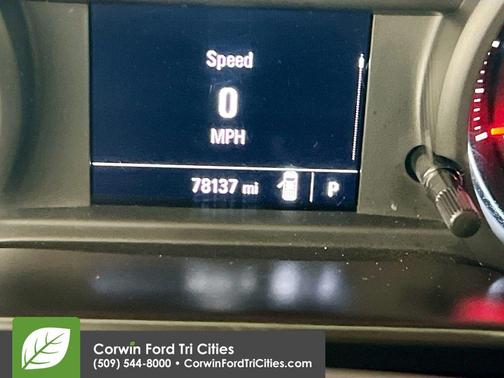 Speed
0
MPH
78137 mi P
Corwin Ford Tri Cities
(509) 544-8000 • CorwinFordTriCities.com